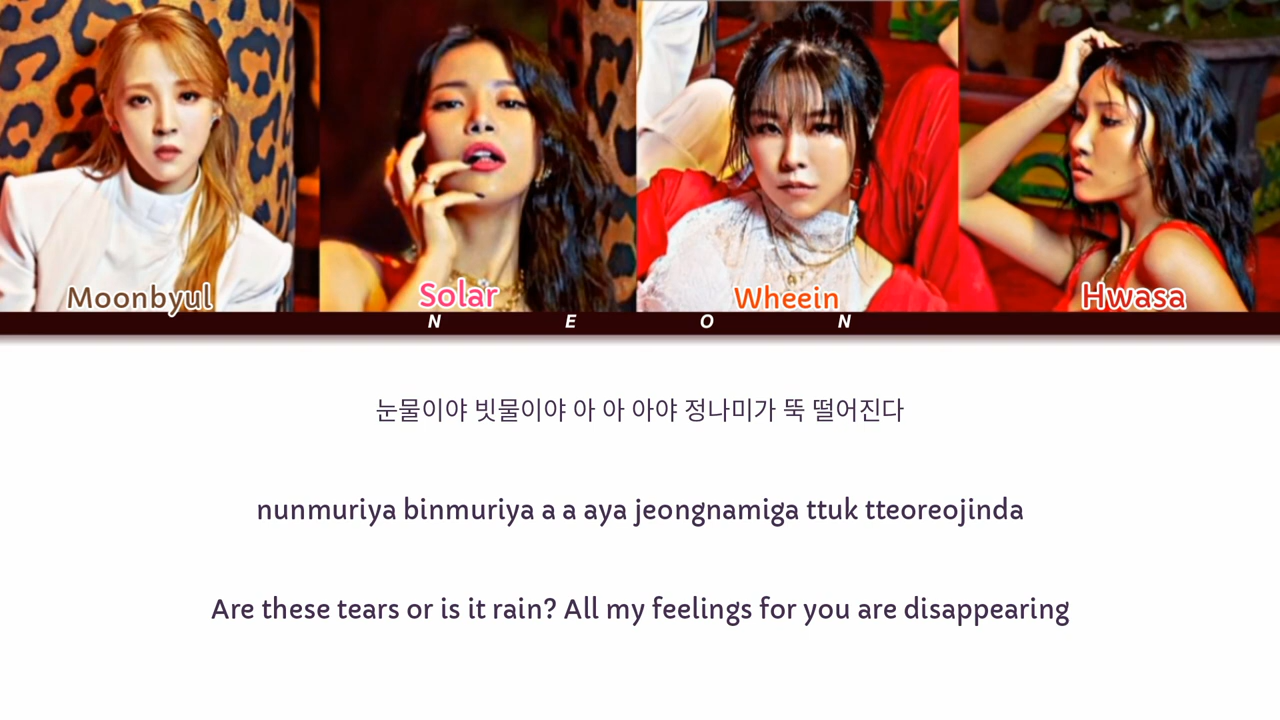 Moonbyul
Solar
Wheein
Hwasa
N E O N
눈물이야 빗물이야 아 아 아야 정나미가 뚝 떨어진다
nunmuriya binmuriya a a aya jeongnamiga ttuk tteoreojinda
Are these tears or is it rain? All my feelings for you are disappearing